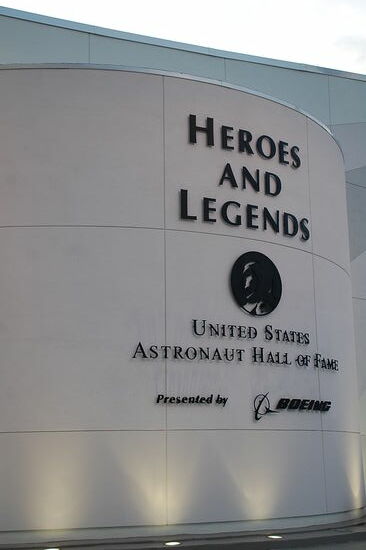 HEROES
AND
LEGENDS
UNITED STATES
ASTRONAUT HALL OF FAME
Presented by BOEING